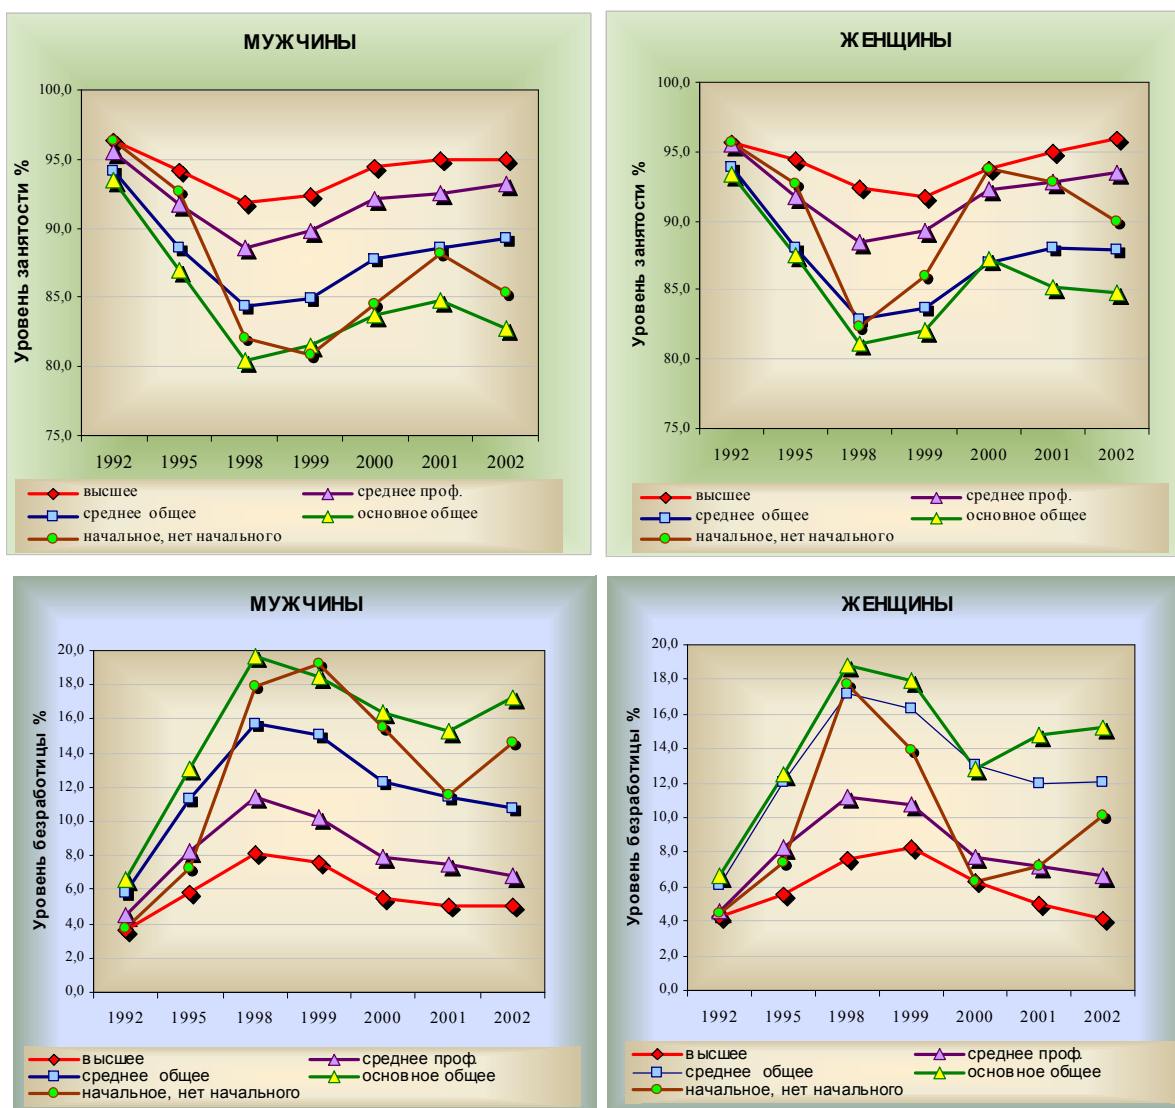 МУЖЧИНЫ
Уровень занятости %
100,0
95,0
90,0
85,0
80,0
75,0
1992 1995 1998 1999 2000 2001 2002
высшее среднее проф.
среднее общее основное общее
начальное, нет начального
ЖЕНЩИНЫ
Уровень занятости %
100,0
95,0
90,0
85,0
80,0
75,0
1992 1995 1998 1999 2000 2001 2002
высшее среднее проф.
среднее общее основное общее
начальное, нет начального
МУЖЧИНЫ
Уровень безработицы %
20,0
18,0
16,0
14,0
12,0
10,0
8,0
6,0
4,0
2,0
0,0
1992 1995 1998 1999 2000 2001 2002
высшее среднее проф.
среднее общее основное общее
начальное, нет начального
ЖЕНЩИНЫ
Уровень безработицы %
20,0
18,0
16,0
14,0
12,0
10,0
8,0
6,0
4,0
2,0
0,0
1992 1995 1998 1999 2000 2001 2002
высшее среднее проф.
среднее общее основное общее
начальное, нет начального